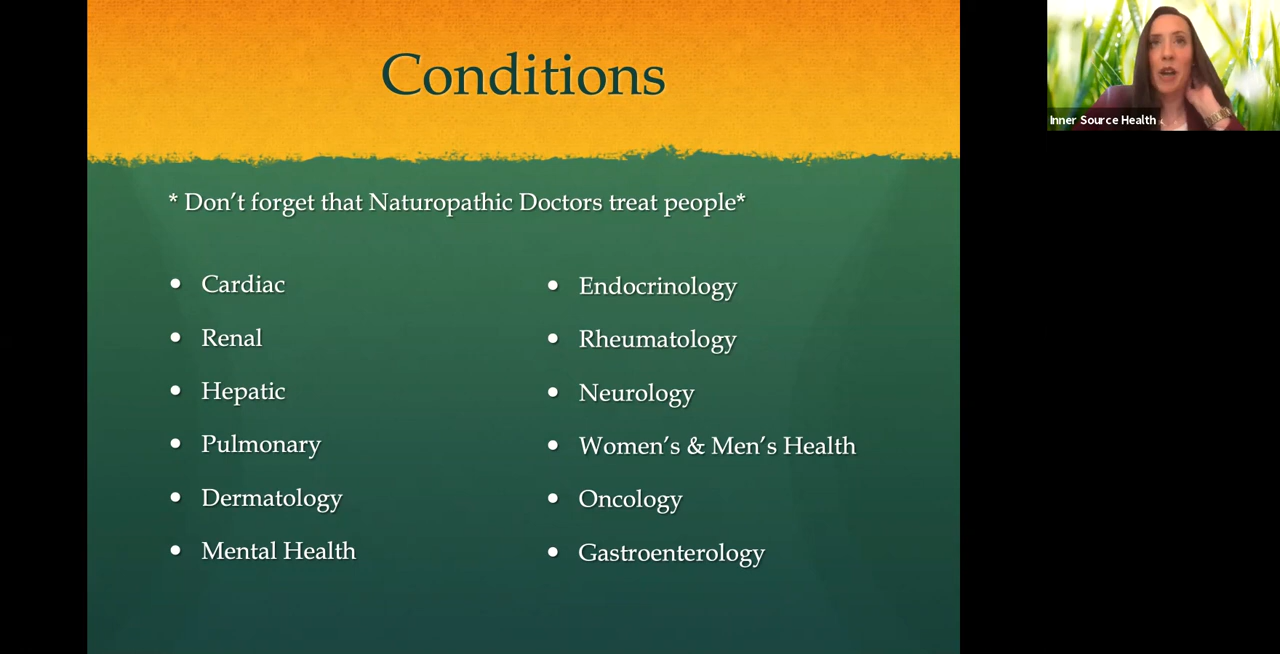 Conditions
* Don't forget that Naturopathic Doctors treat people*
Cardiac
Renal
Hepatic
Pulmonary
Dermatology
Mental Health
Endocrinology
Rheumatology
Neurology
Women's & Men's Health
Oncology
Gastroenterology
Inner Source Health